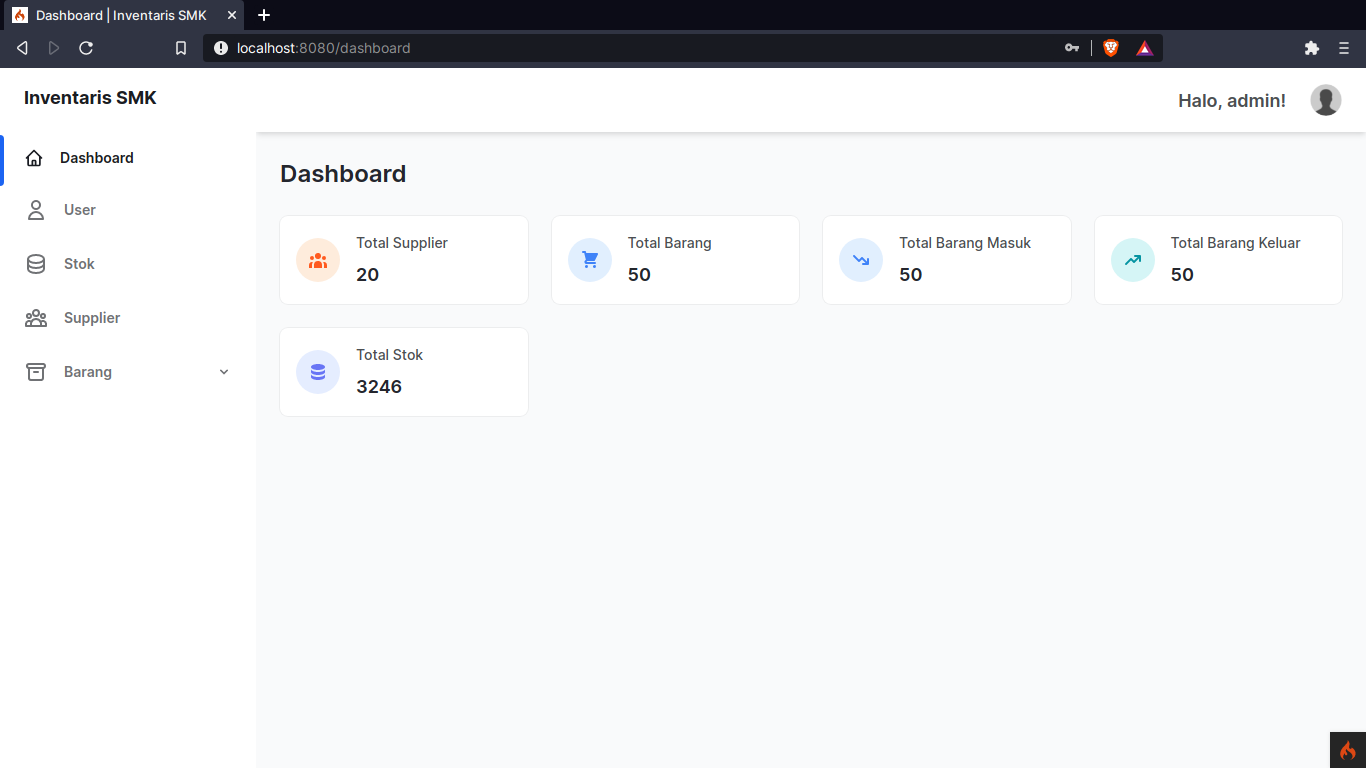 Dashboard | Inventaris SMK
localhost:8080/dashboard
Inventaris SMK
Halo, admin!
Dashboard
User
Stok
Supplier
Barang
Dashboard
Total Supplier
20
Total Barang
50
Total Barang Masuk
50
Total Barang Keluar
50
Total Stok
3246